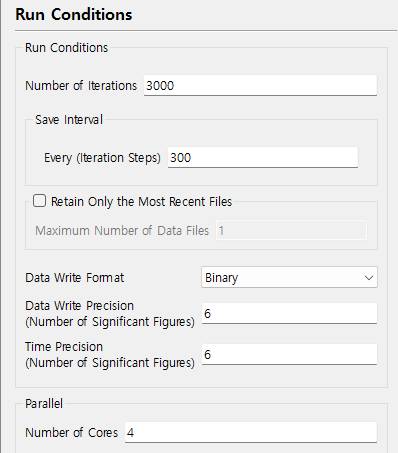 Run Conditions
Run Conditions
Number of Iterations 3000
Save Interval
Every (Iteration Steps) 300
Retain Only the Most Recent Files
Maximum Number of Data Files 1
Data Write Format Binary
Data Write Precision
(Number of Significant Figures) 6
Time Precision
(Number of Significant Figures) 6
Parallel
Number of Cores 4